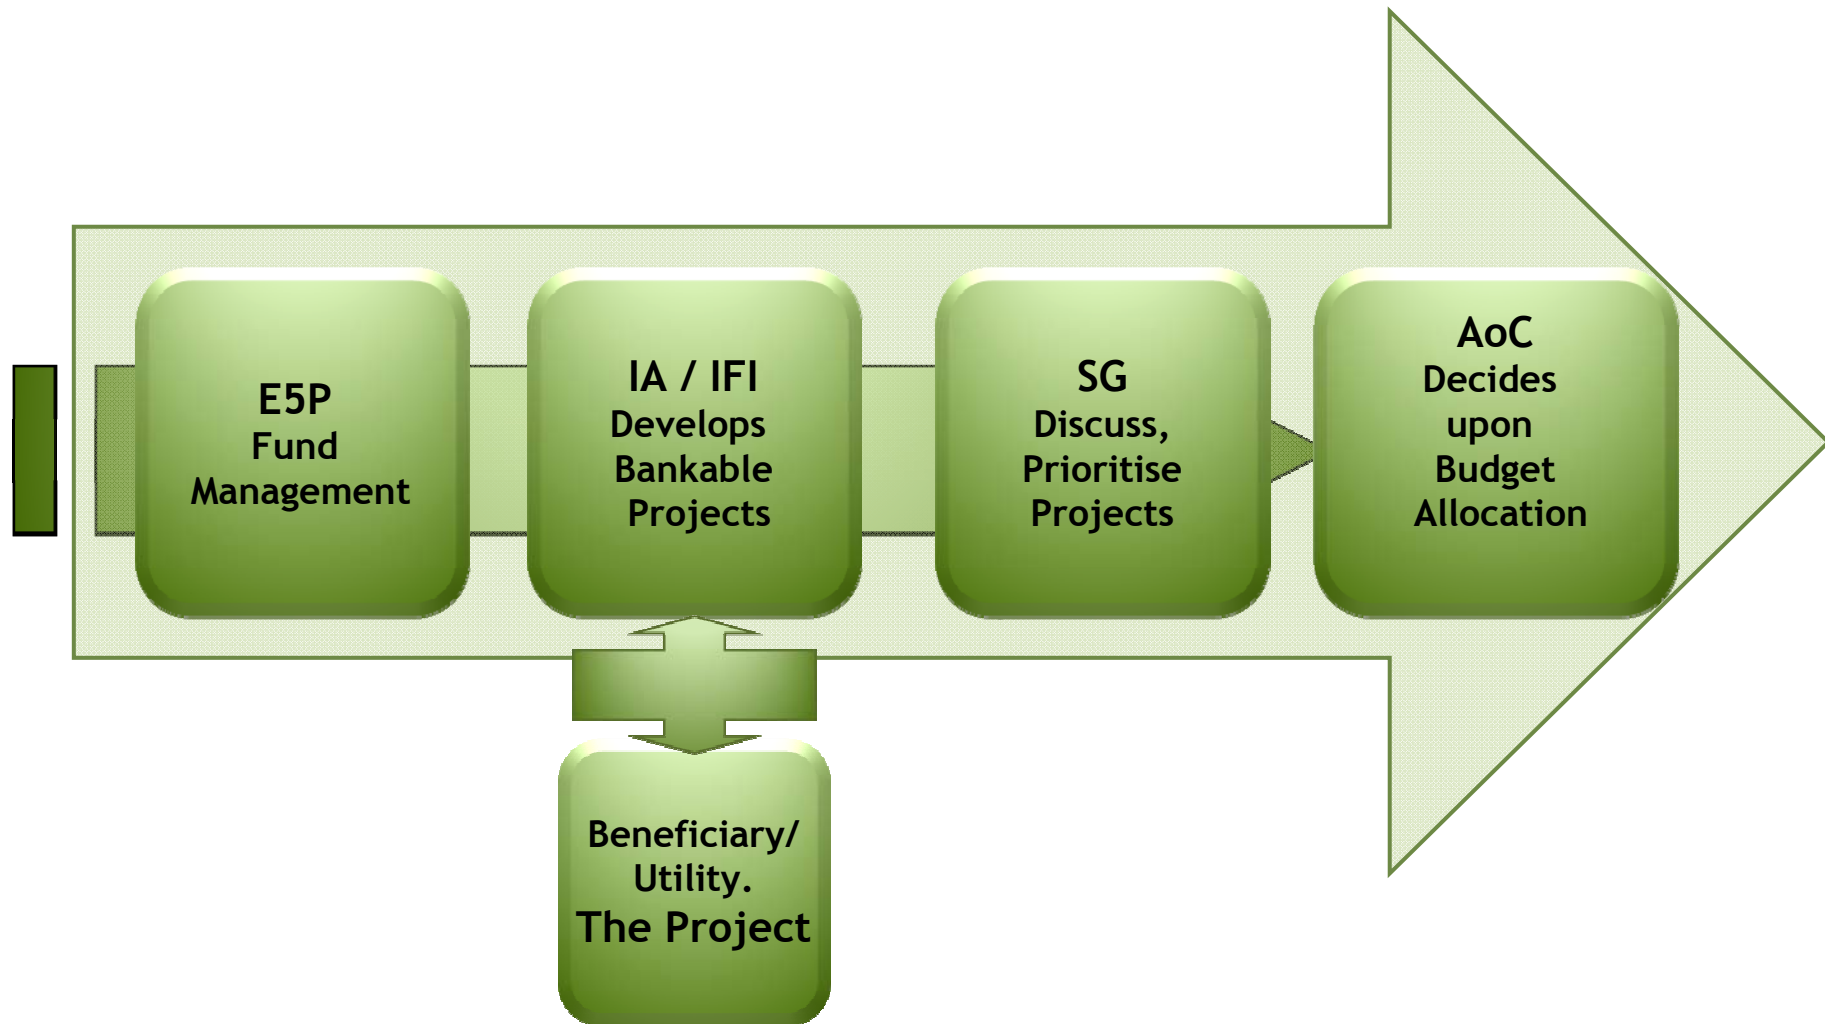 E5P
Fund
Management
IA / IFI
Develops
Bankable
Projects
SG
Discuss,
Prioritise
Projects
AoC
Decides
upon
Budget
Allocation
Beneficiary/
Utility.
The Project